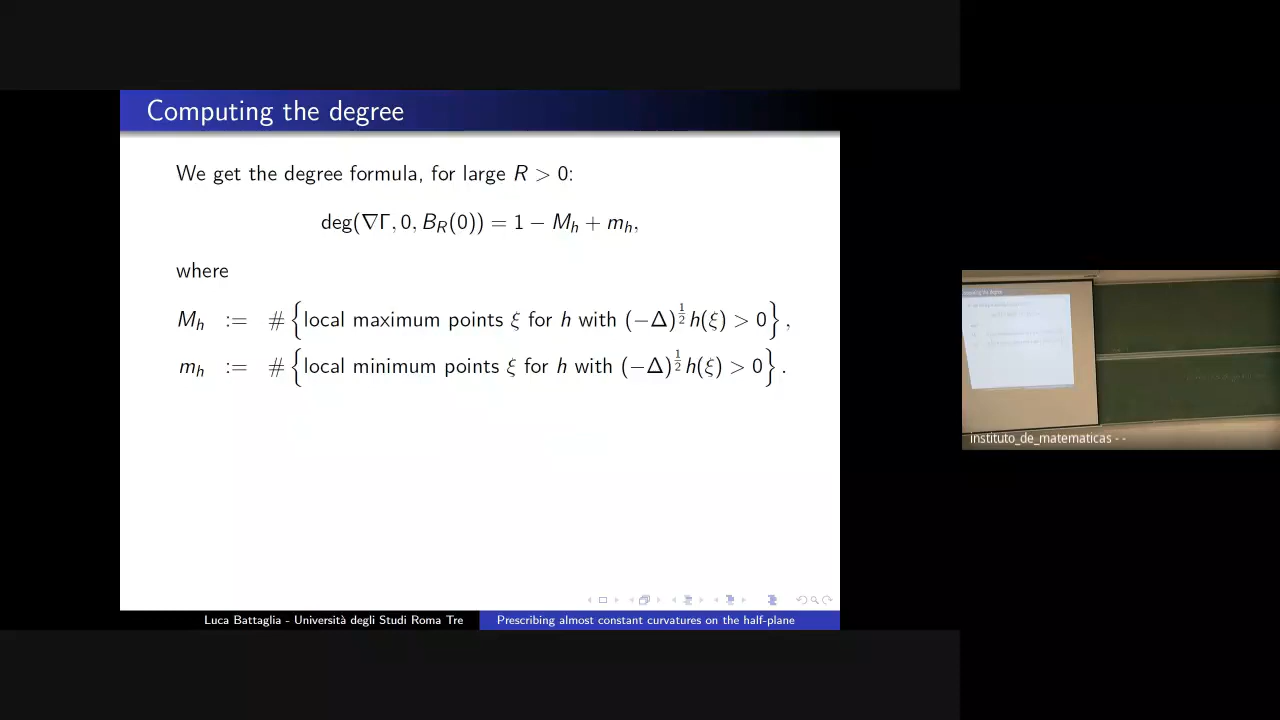 Computing the degree
We get the degree formula, for large R > 0:
deg(∇Γ, 0, B_R(0)) = 1 − M_h + m_h,
where
M_h := # {local maximum points ξ for h with (−Δ)^{1/2} h(ξ) > 0},
m_h := # {local minimum points ξ for h with (−Δ)^{1/2} h(ξ) > 0}.
Luca Battaglia - Università degli Studi Roma Tre
Prescribing almost constant curvatures on the half-plane
instituto_de_matematicas - -